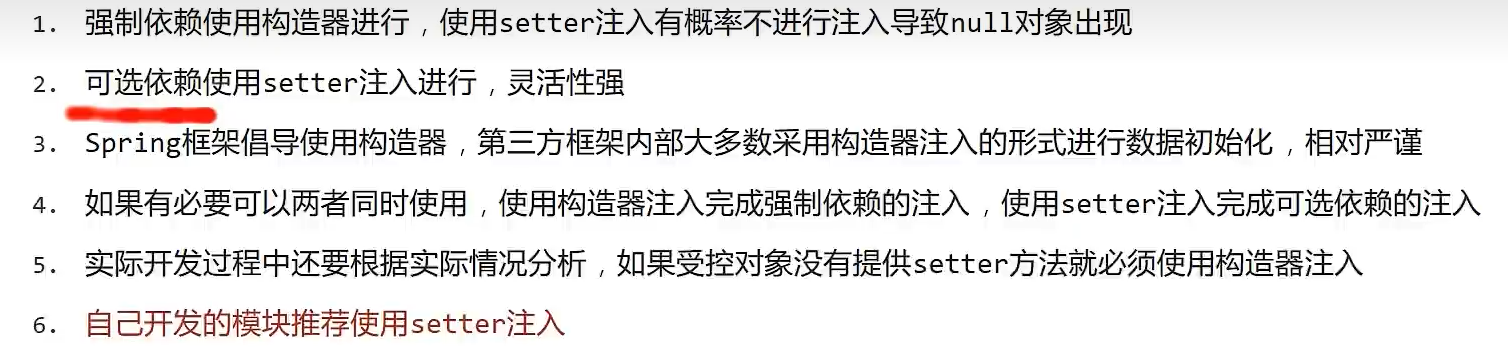 1. 强制依赖使用构造器进行，使用setter注入有概率不进行注入导致null对象出现
2. 可选依赖使用setter注入进行，灵活性强
3. Spring框架倡导使用构造器，第三方框架内部大多数采用构造器注入的形式进行数据初始化，相对严谨
4. 如果有必要可以两者同时使用，使用构造器注入完成强制依赖的注入，使用setter注入完成可选依赖的注入
5. 实际开发过程中还要根据实际情况分析，如果受控对象没有提供setter方法就必须使用构造器注入
6. 自己开发的模块推荐使用setter注入